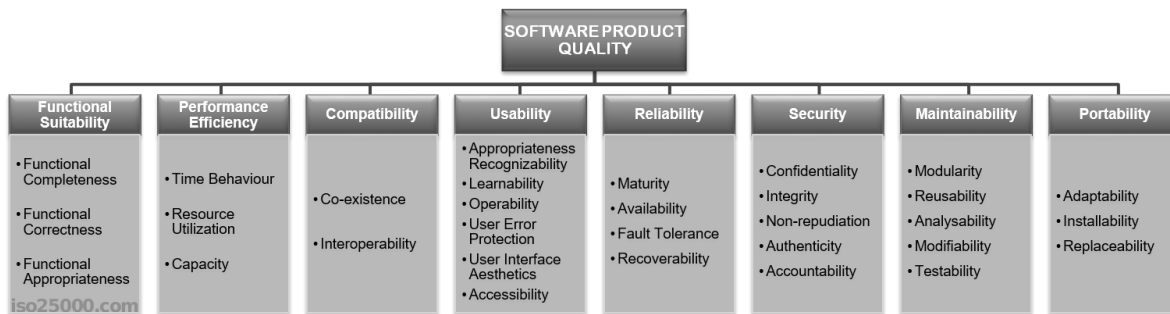 SOFTWARE PRODUCT
QUALITY
Functional
Suitability
• Functional
Completeness
• Functional
Correctness
• Functional
Appropriateness
Performance
Efficiency
• Time Behaviour
• Resource
Utilization
• Capacity
Compatibility
• Co-existence
• Interoperability
Usability
• Appropriateness
Recognizability
• Learnability
• Operability
• User Error
Protection
• User Interface
Aesthetics
• Accessibility
Reliability
• Maturity
• Availability
• Fault Tolerance
• Recoverability
Security
• Confidentiality
• Integrity
• Non-repudiation
• Authenticity
• Accountability
Maintainability
• Modularity
• Reusability
• Analysability
• Modifiability
• Testability
Portability
• Adaptability
• Installability
• Replaceability
iso25000.com